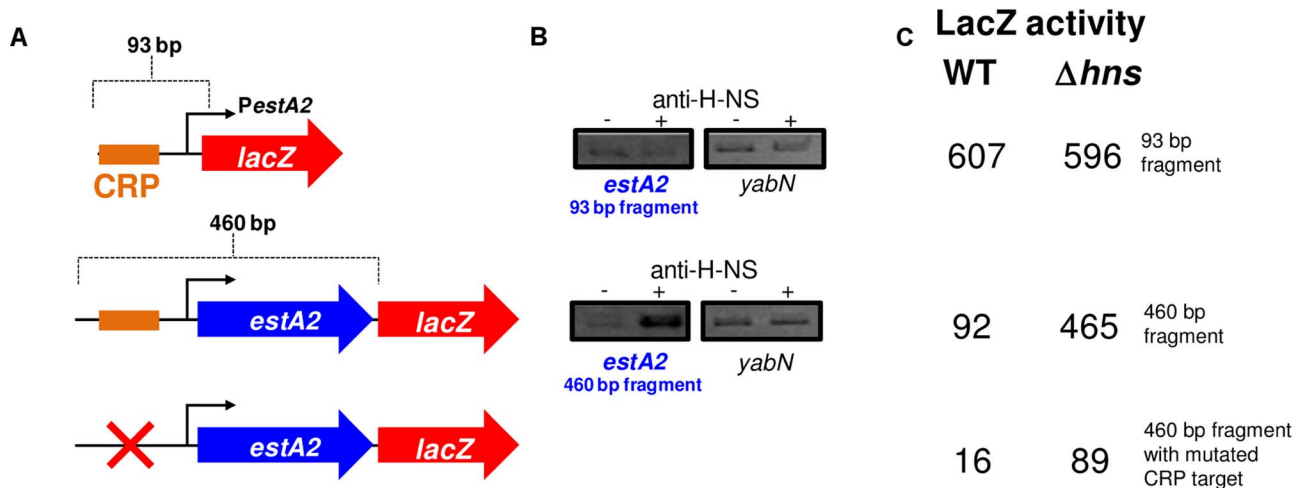 A
93 bp
PestA2
lacZ
CRP
460 bp
estA2
lacZ
estA2
lacZ
B
anti-H-NS
- +
- +
estA2
93 bp fragment
yabN
anti-H-NS
- +
- +
estA2
460 bp fragment
yabN
C
LacZ activity
WT Δhns
607 596 93 bp
fragment
92 465 460 bp
fragment
16 89 460 bp fragment
with mutated
CRP target